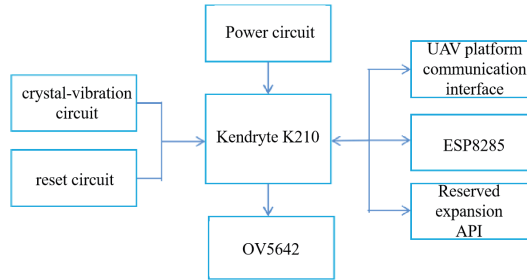 Power circuit
crystal-vibration
circuit
reset circuit
Kendryte K210
OV5642
UAV platform
communication
interface
ESP8285
Reserved
expansion
API